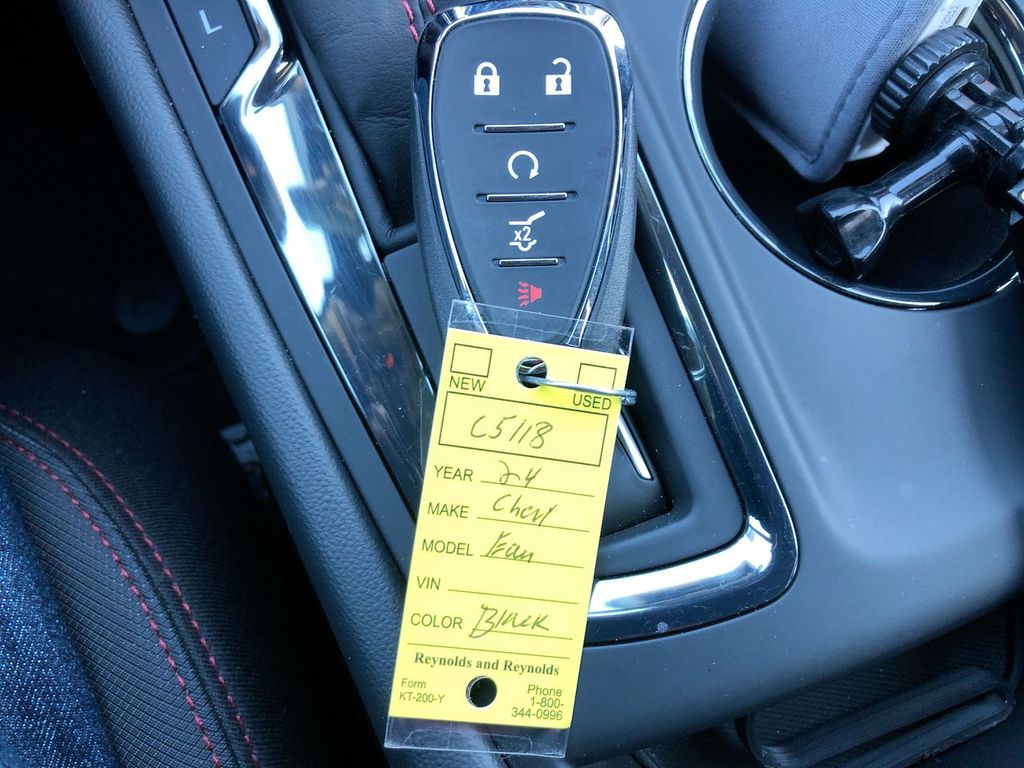 L
x2
NEW
USED
C5118
YEAR 24
MAKE Chevy
MODEL
VIN
COLOR Black
Reynolds and Reynolds
Form
KT-200-Y
Phone
1-800-
344-0996